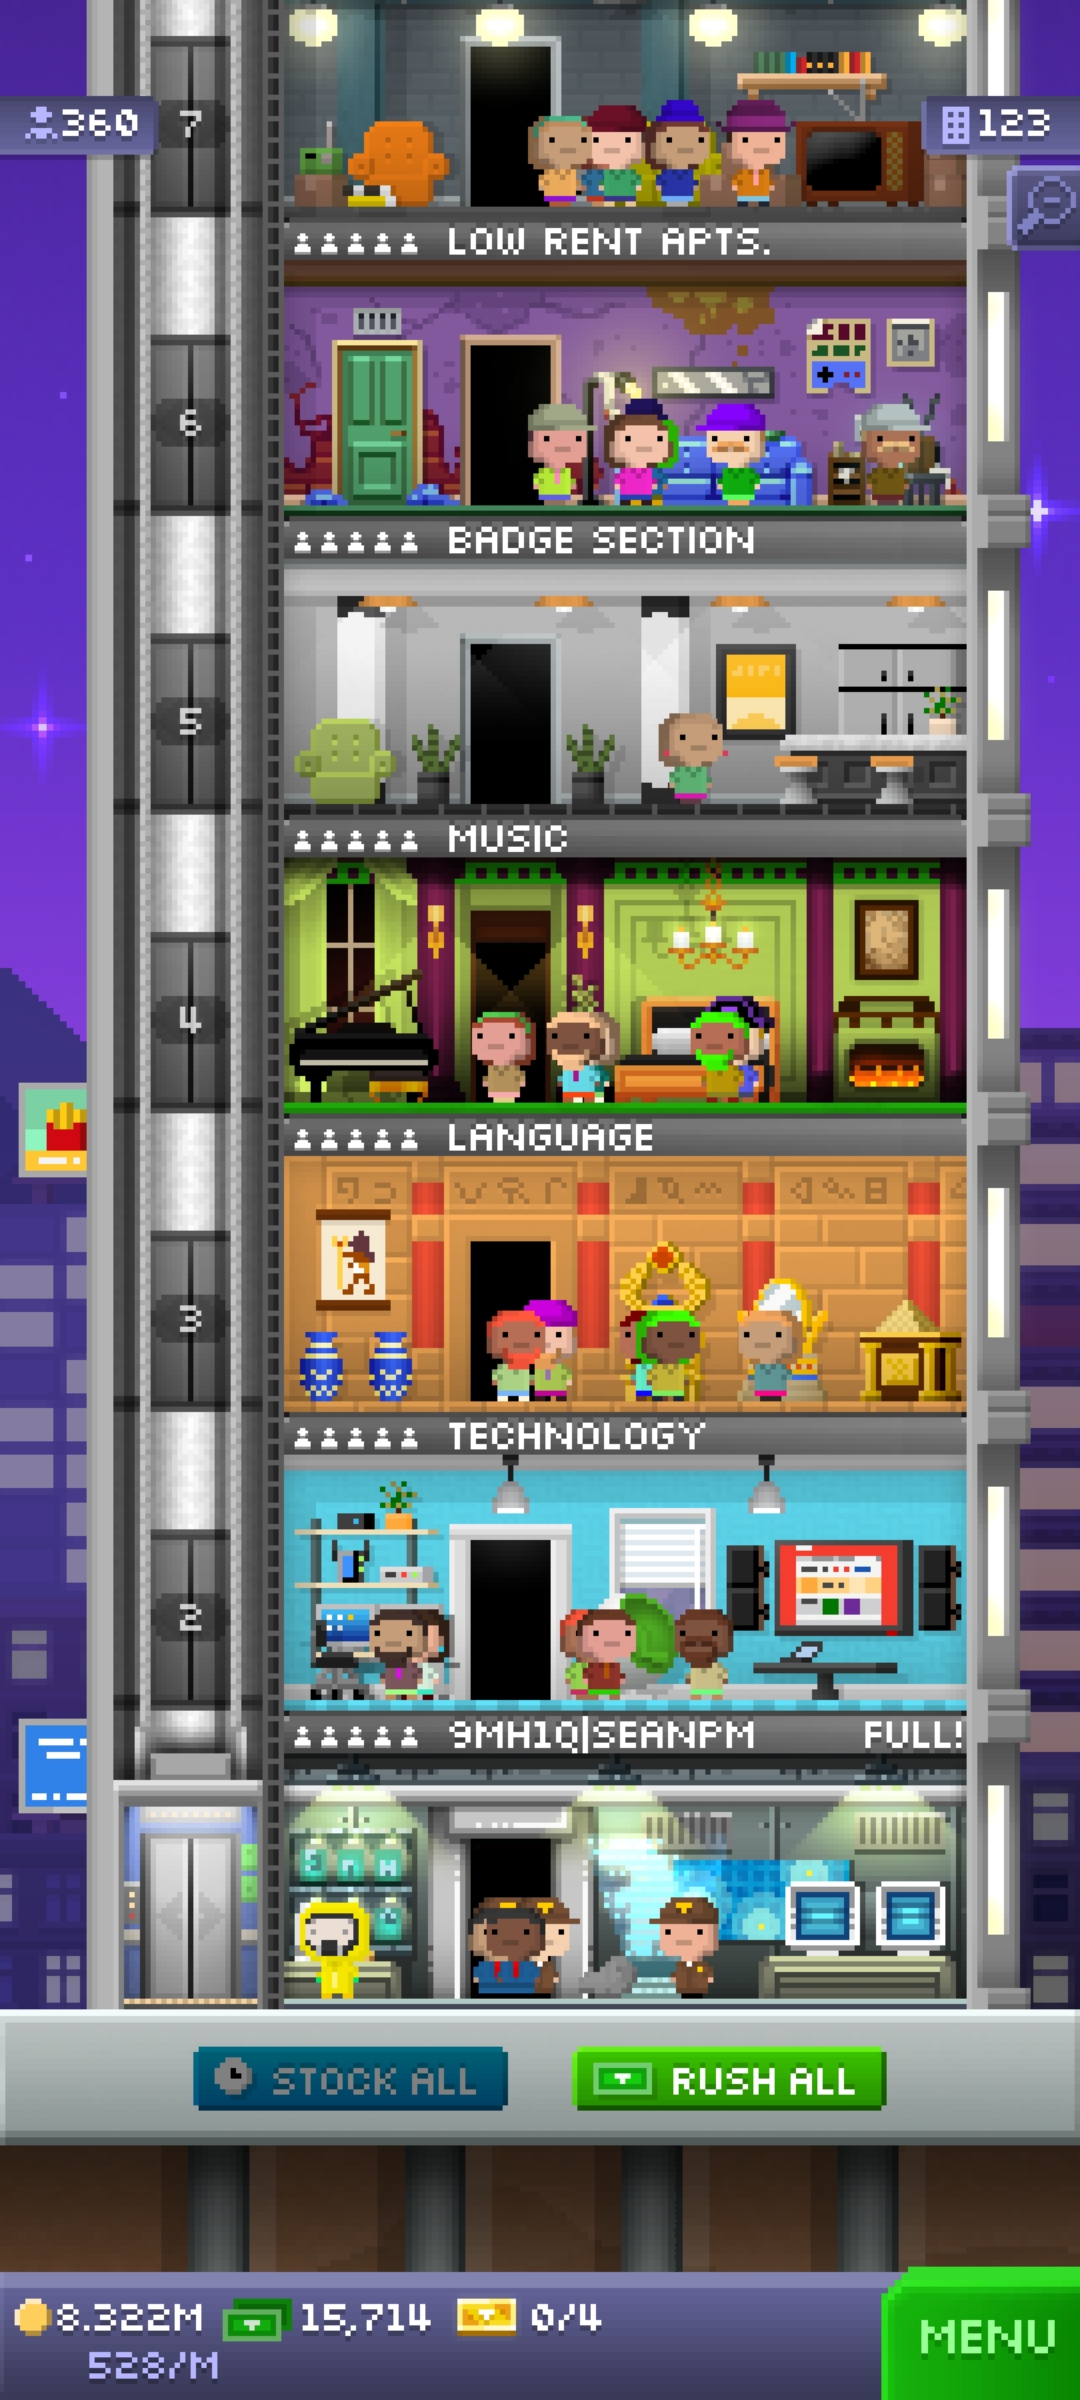 360
7
123
LOW RENT APTS.
6
BADGE SECTION
5
MUSIC
4
LANGUAGE
3
TECHNOLOGY
2
9MH1Q|SEANPM FULL!
STOCK ALL
RUSH ALL
8.322M 15,714 0/4
528/M
MENU